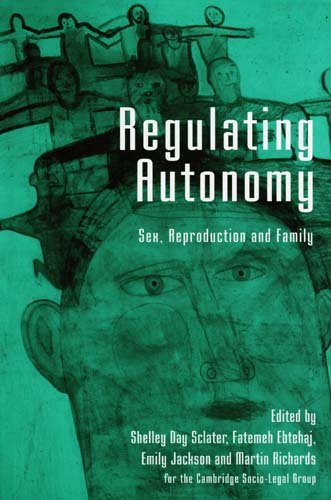 Regulating
Autonomy
Sex, Reproduction and Family
Edited by
Shelley Day Sclater, Fatemeh Ebtehaj,
Emily Jackson and Martin Richards
for the Cambridge Socio-Legal Group